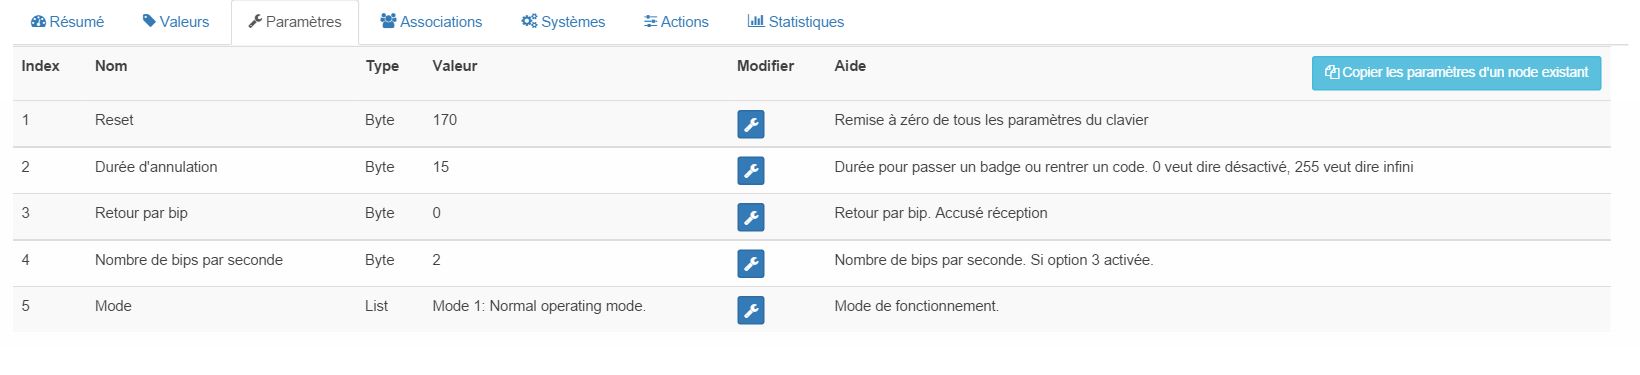 Résumé Valeurs Paramètres Associations Systèmes Actions Statistiques
Index Nom Type Valeur Modifier Aide Copier les paramètres d'un node existant
1 Reset Byte 170 Remise à zéro de tous les paramètres du clavier
2 Durée d'annulation Byte 15 Durée pour passer un badge ou rentrer un code. 0 veut dire désactivé, 255 veut dire infini
3 Retour par bip Byte 0 Retour par bip. Accusé réception
4 Nombre de bips par seconde Byte 2 Nombre de bips par seconde. Si option 3 activée.
5 Mode List Mode 1: Normal operating mode. Mode de fonctionnement.